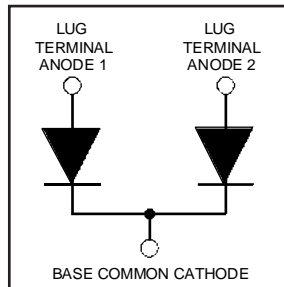 LUG
TERMINAL
ANODE 1
LUG
TERMINAL
ANODE 2
BASE COMMON CATHODE